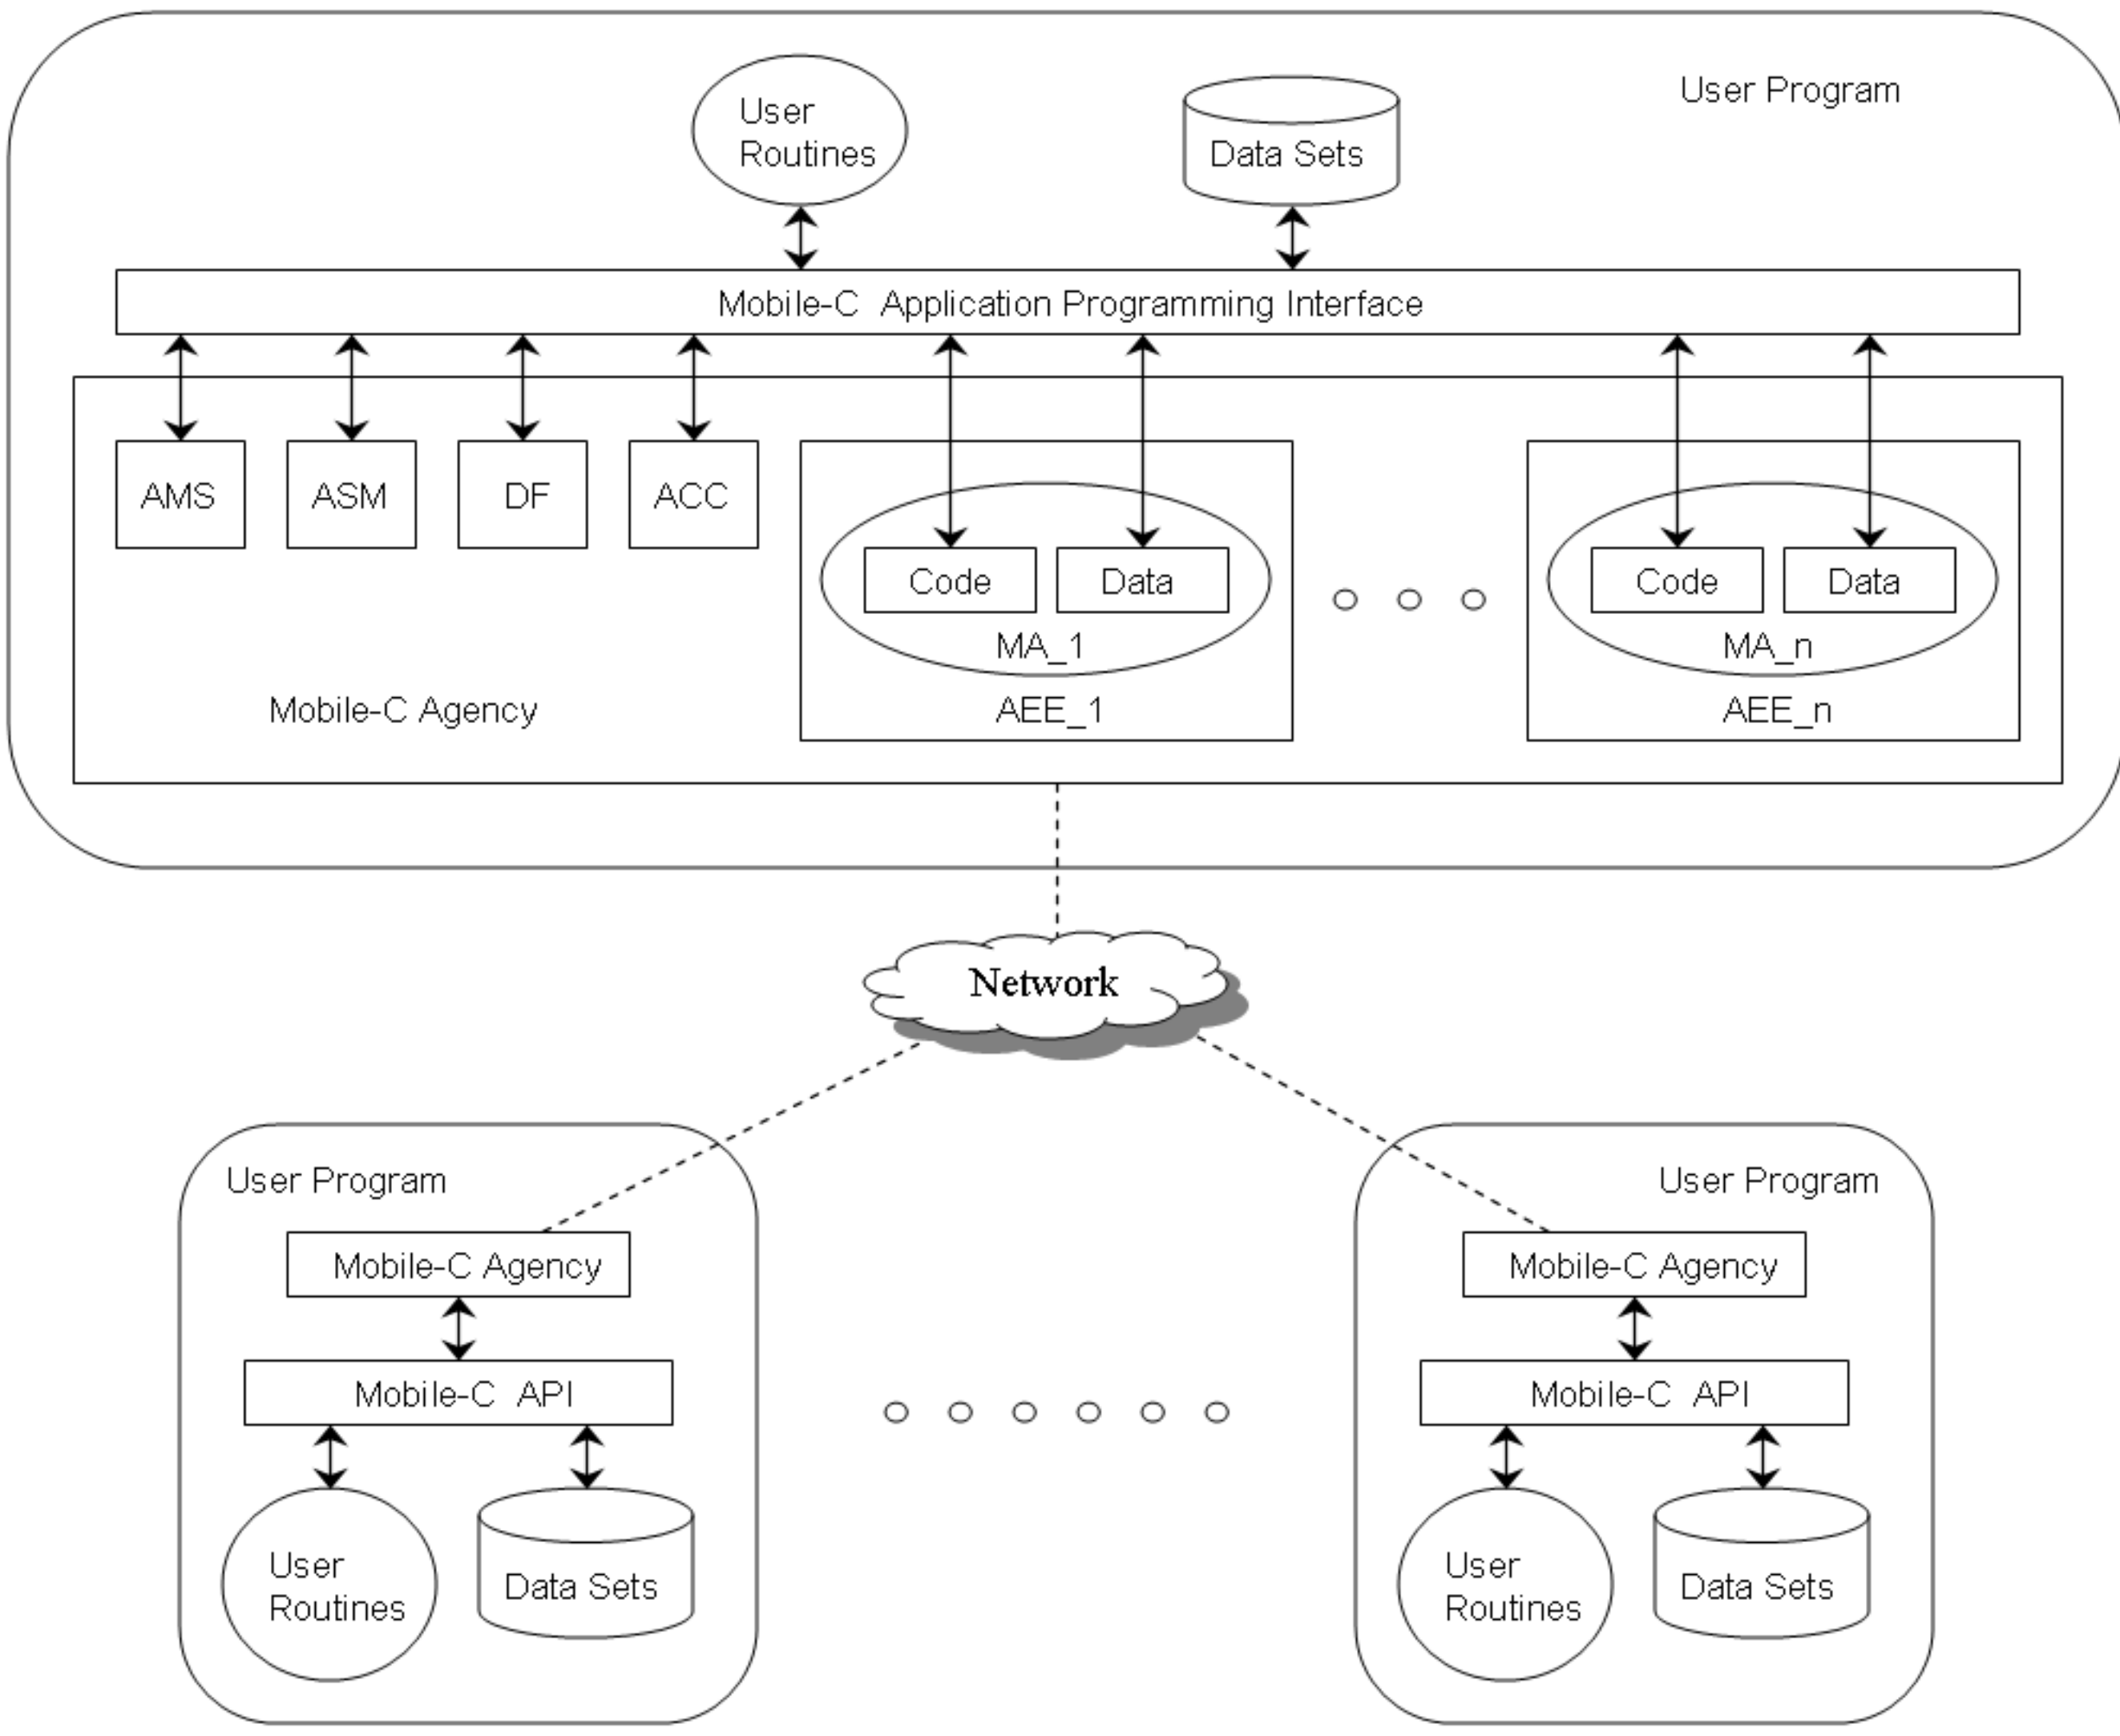 User Program
User
Routines
Data Sets
Mobile-C Application Programming Interface
AMS
ASM
DF
ACC
Code
Data
MA_1
AEE_1
Code
Data
MA_n
AEE_n
Mobile-C Agency
Network
User Program
Mobile-C Agency
Mobile-C API
User
Routines
Data Sets
User Program
Mobile-C Agency
Mobile-C API
User
Routines
Data Sets